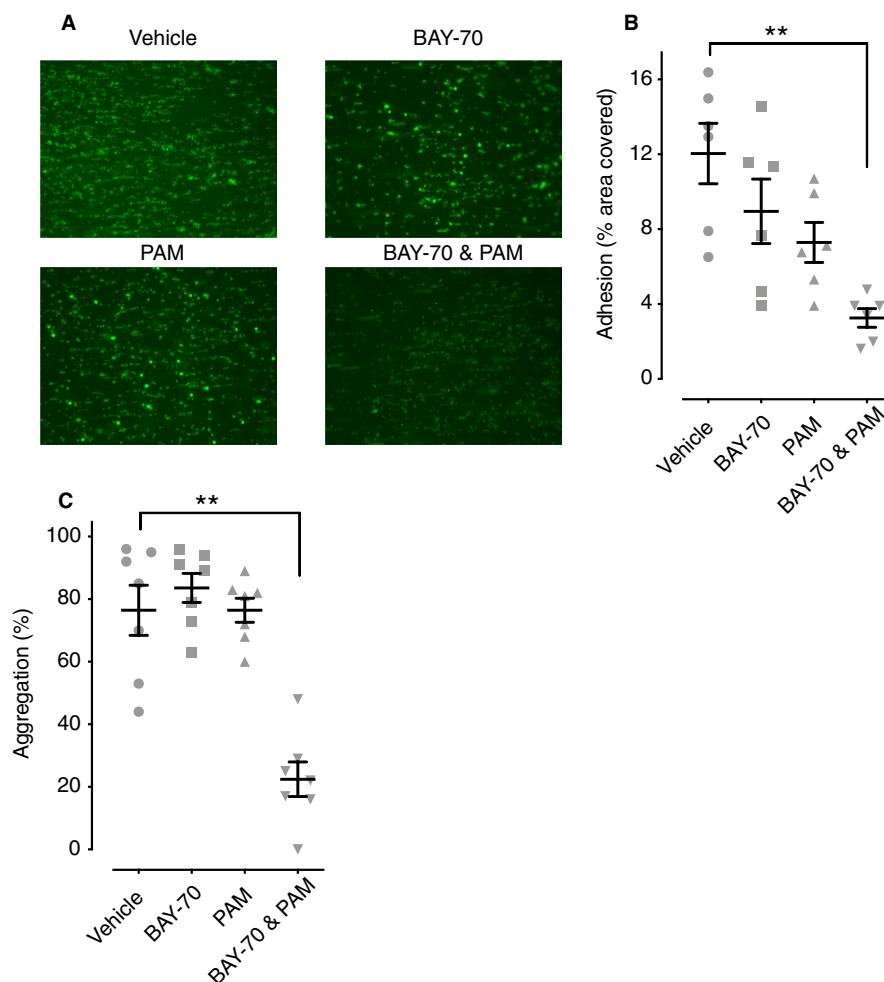 A
Vehicle
BAY-70
PAM
BAY-70 & PAM
B
**
16
12
8
4
0
Adhesion (% area covered)
Vehicle
BAY-70
PAM
BAY-70 & PAM
C
**
100
80
60
40
20
0
Aggregation (%)
Vehicle
BAY-70
PAM
BAY-70 & PAM